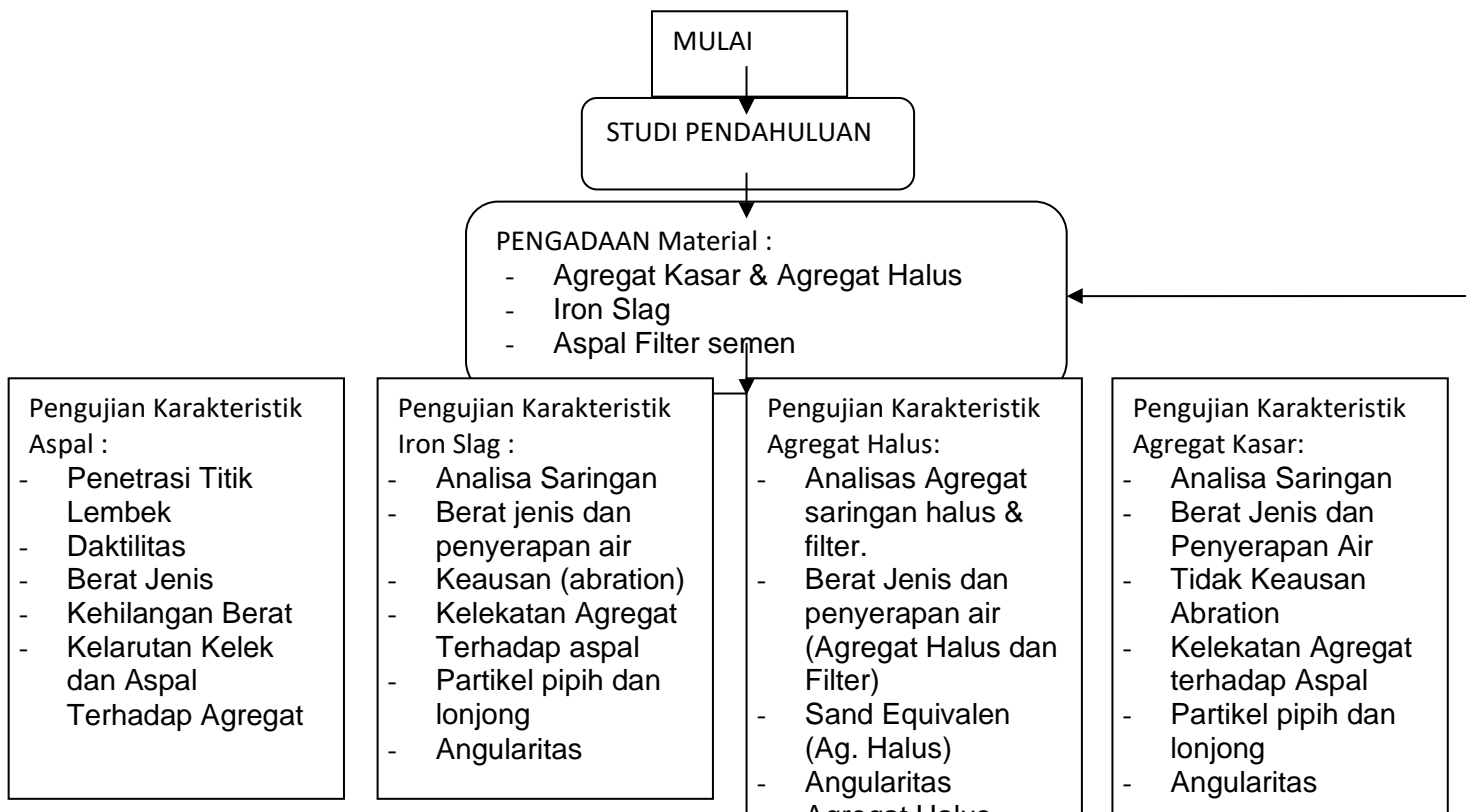 MULAI
STUDI PENDAHULUAN
PENGADAAN Material :
- Agregat Kasar & Agregat Halus
- Iron Slag
- Aspal Filter semen
Pengujian Karakteristik
Aspal :
- Penetrasi Titik
Lembek
- Daktilitas
- Berat Jenis
- Kehilangan Berat
- Kelarutan Kelek
dan Aspal
Terhadap Agregat
Pengujian Karakteristik
Iron Slag :
- Analisa Saringan
- Berat jenis dan
penyerapan air
- Keausan (abration)
- Kelekatan Agregat
Terhadap aspal
- Partikel pipih dan
lonjong
- Angularitas
Pengujian Karakteristik
Agregat Halus:
- Analisas Agregat
saringan halus &
filter.
- Berat Jenis dan
penyerapan air
(Agregat Halus dan
Filter)
- Sand Equivalen
(Ag. Halus)
- Angularitas
Agregat Halus
Pengujian Karakteristik
Agregat Kasar:
- Analisa Saringan
- Berat Jenis dan
Penyerapan Air
- Tidak Keausan
Abration
- Kelekatan Agregat
terhadap Aspal
- Partikel pipih dan
lonjong
- Angularitas